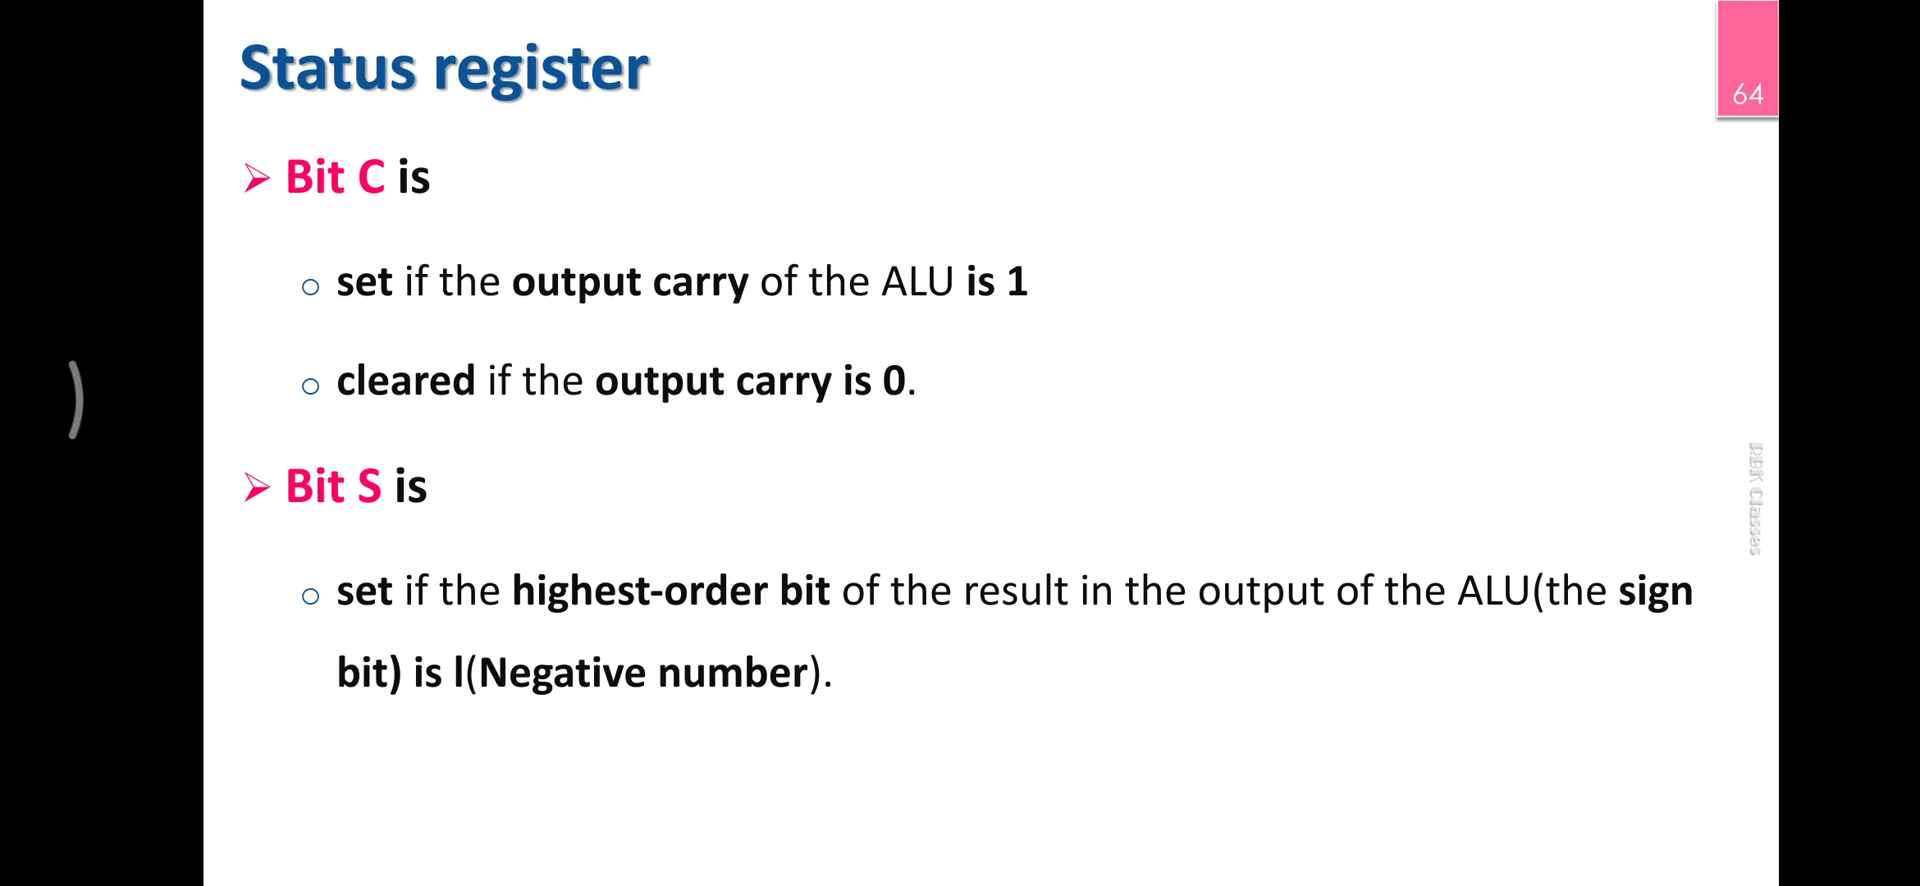 Status register
64
➢ Bit C is
o set if the output carry of the ALU is 1
o cleared if the output carry is 0.
➢ Bit S is
o set if the highest-order bit of the result in the output of the ALU(the sign
bit) is l(Negative number).
RBK Classes